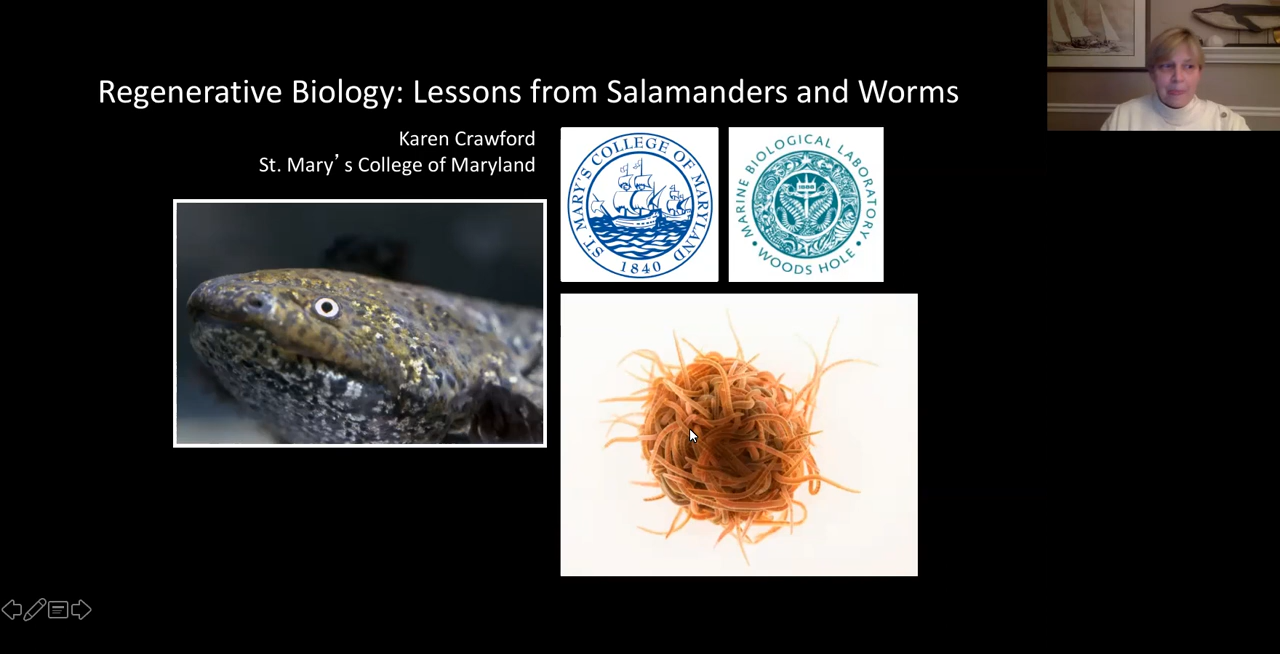 Regenerative Biology: Lessons from Salamanders and Worms
Karen Crawford
St. Mary’s College of Maryland
ST. MARY'S COLLEGE OF MARYLAND
1840
MARINE BIOLOGICAL LABORATORY
1888
• WOODS HOLE •